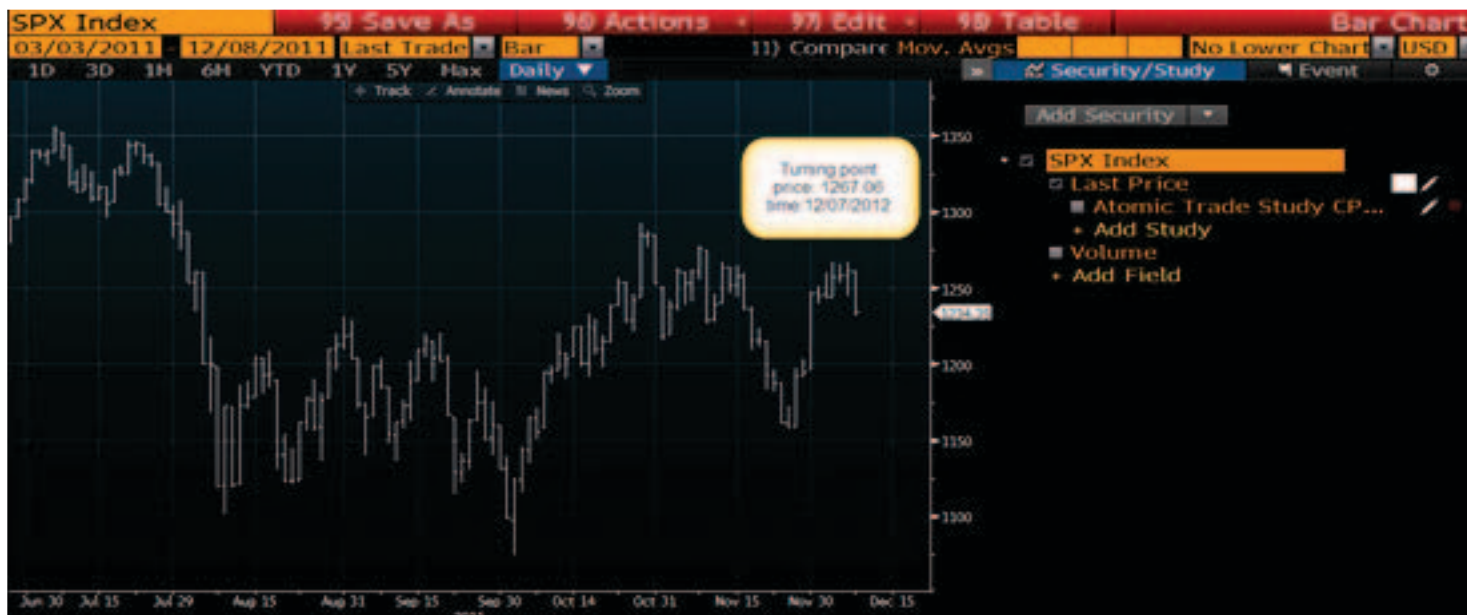 SPX Index 95) Save As 96) Actions 97) Edit 98) Table Bar Chart
03/03/2011 - 12/08/2011 Last Trade Bar 11) Compare Mov. Avgs No Lower Chart USD
1D 3D 1M 6M YTD 1Y 5Y Max Daily ▼ » Security/Study Event
+ Track Annotate News Zoom
Add Security
SPX Index
Last Price
Atomic Trade Study CP...
+ Add Study
Volume
+ Add Field
Turning point
price: 1267.06
time:12/07/2012
1350
1300
1250
1200
1150
1100
Jun 30 Jul 15 Jul 29 Aug 15 Aug 31 Sep 15 Sep 30 Oct 14 Oct 31 Nov 15 Nov 30 Dec 15